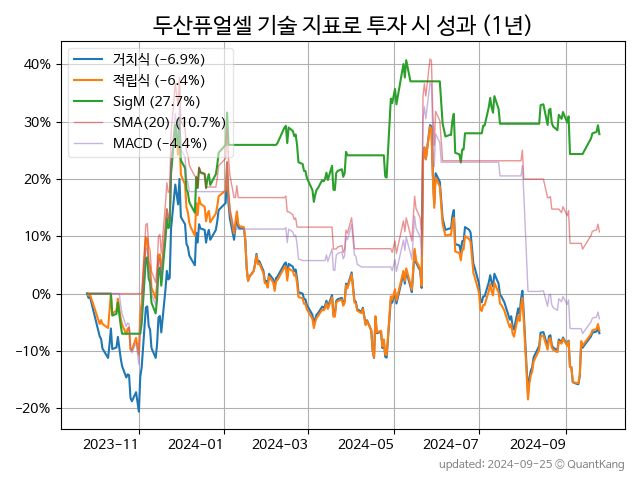 두산퓨얼셀 기술 지표로 투자 시 성과 (1년)
거치식 (−6.9%)
적립식 (−6.4%)
SigM (27.7%)
SMA(20) (10.7%)
MACD (−4.4%)
40%
30%
20%
10%
0%
−10%
−20%
2023−11 2024−01 2024−03 2024−05 2024−07 2024−09
updated: 2024−09−25 © QuantKang